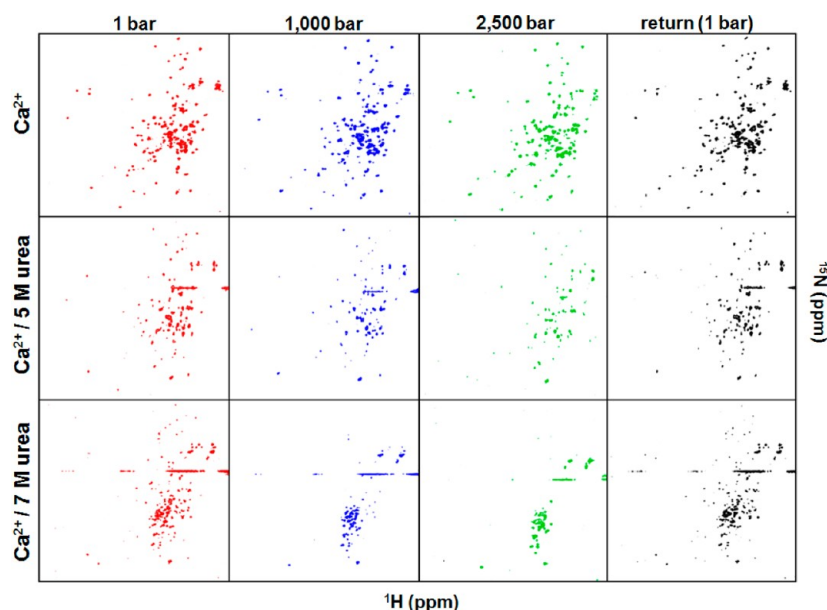 1 bar 1,000 bar 2,500 bar return (1 bar)
Ca²⁺
Ca²⁺/ 5 M urea
Ca²⁺/ 7 M urea
¹⁵N (ppm)
¹H (ppm)